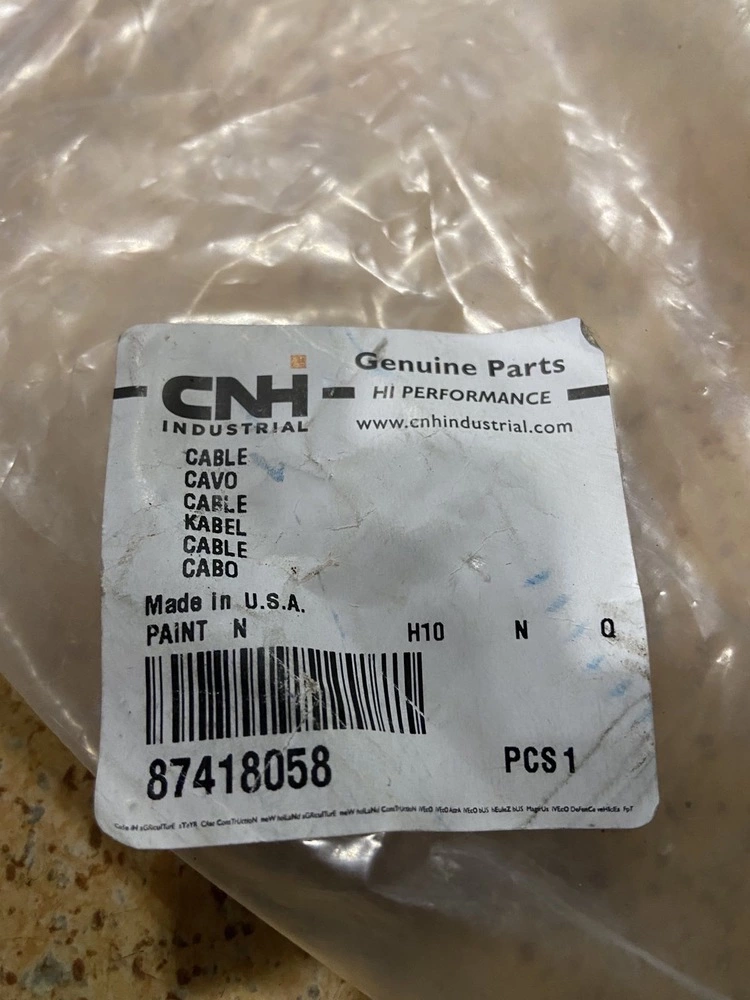 CNH
INDUSTRIAL
Genuine Parts
HI PERFORMANCE
www.cnhindustrial.com
CABLE
CAVO
CABLE
KABEL
CABLE
CABO
Made in U.S.A.
PAINT N H10 N Q
87418058 PCS 1